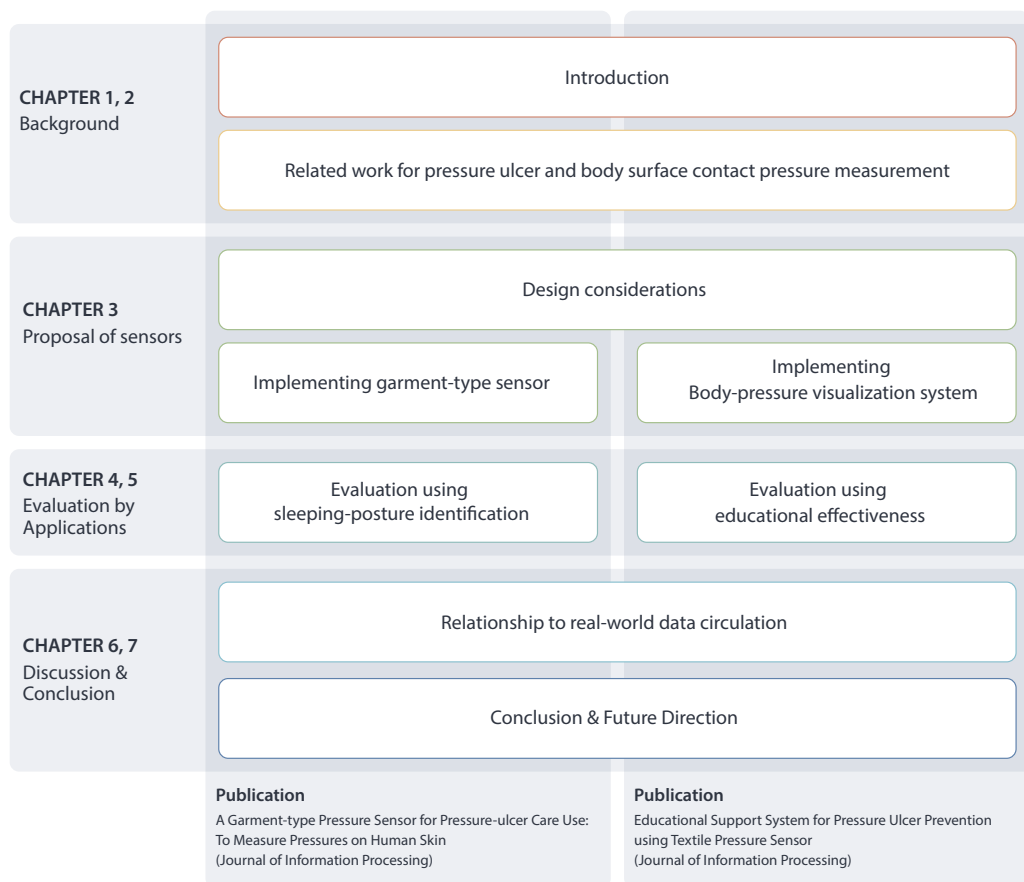 CHAPTER 1, 2
Background
Introduction
Related work for pressure ulcer and body surface contact pressure measurement
CHAPTER 3
Proposal of sensors
Design considerations
Implementing garment-type sensor
Implementing
Body-pressure visualization system
CHAPTER 4, 5
Evaluation by
Applications
Evaluation using
sleeping-posture identification
Evaluation using
educational effectiveness
CHAPTER 6, 7
Discussion &
Conclusion
Relationship to real-world data circulation
Conclusion & Future Direction
Publication
A Garment-type Pressure Sensor for Pressure-ulcer Care Use:
To Measure Pressures on Human Skin
(Journal of Information Processing)
Publication
Educational Support System for Pressure Ulcer Prevention
using Textile Pressure Sensor
(Journal of Information Processing)